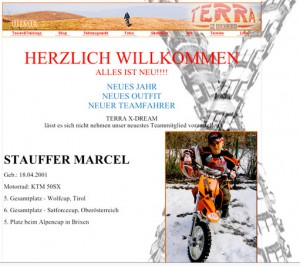 TERRA
Shop
HERZLICH WILLKOMMEN
ALLES IST NEU!!!!
NEUES JAHR
NEUES OUTFIT
NEUER TEAMFAHRER
TERRA X-DREAM
lässt es sich nicht nehmen unser neuestes Teammitglied
STAUFFER MARCEL
Geb.: 18.04.2001
Motorrad: KTM 50SX
5. Gesamtplatz - Wolfcup, Tirol
6. Gesamtplatz - Saiforcecup, Oberösterreich
5. Platz beim Alpencup in Brixen